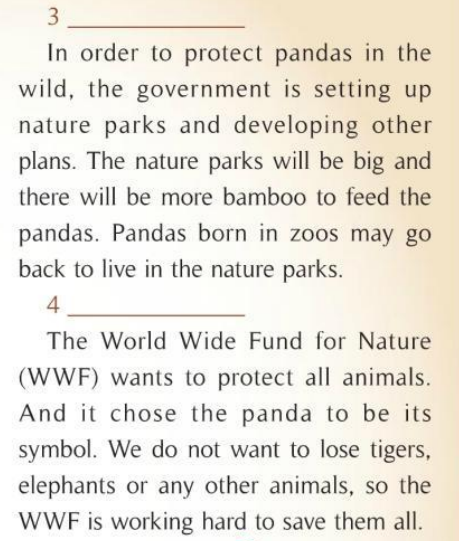 3 ____________
In order to protect pandas in the
wild, the government is setting up
nature parks and developing other
plans. The nature parks will be big and
there will be more bamboo to feed the
pandas. Pandas born in zoos may go
back to live in the nature parks.
4 ____________
The World Wide Fund for Nature
(WWF) wants to protect all animals.
And it chose the panda to be its
symbol. We do not want to lose tigers,
elephants or any other animals, so the
WWF is working hard to save them all.